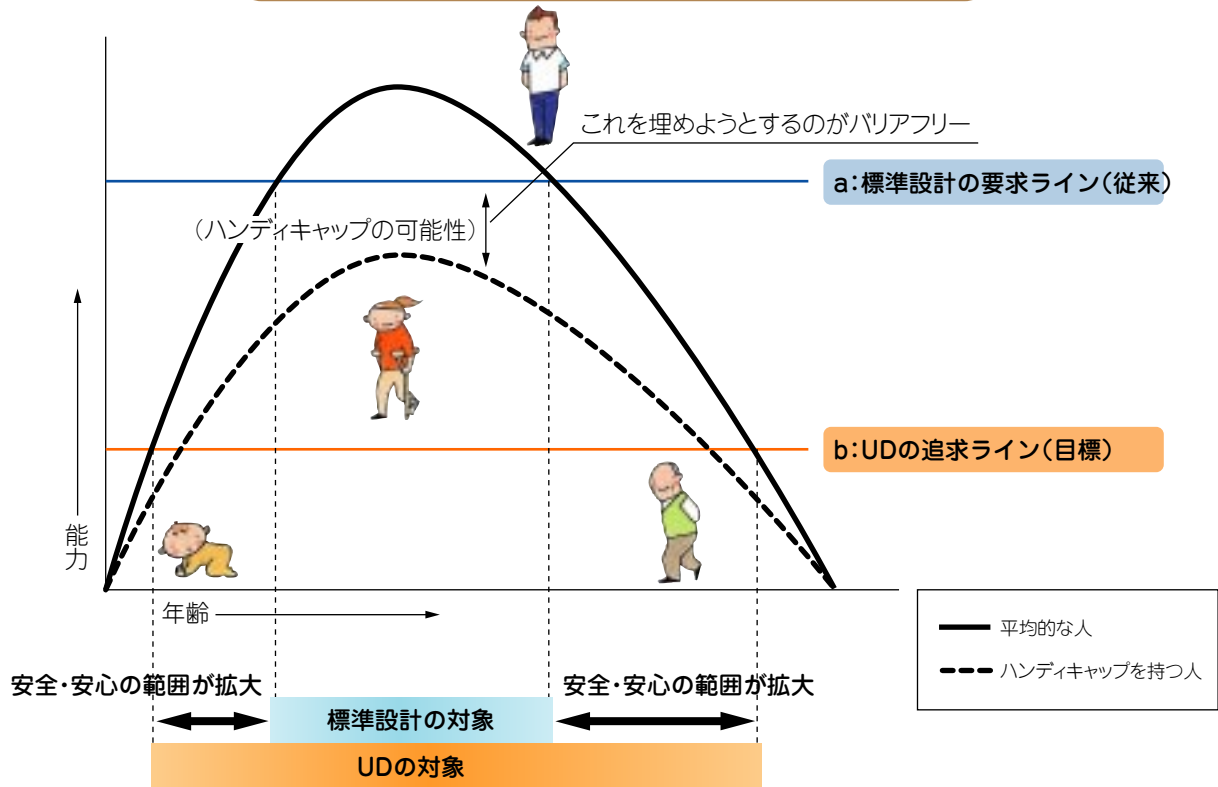 これを埋めようとするのがバリアフリー
a:標準設計の要求ライン(従来)
(ハンディキャップの可能性)
b:UDの追求ライン(目標)
能力
年齢
平均的な人
ハンディキャップを持つ人
安全・安心の範囲が拡大
安全・安心の範囲が拡大
標準設計の対象
UDの対象